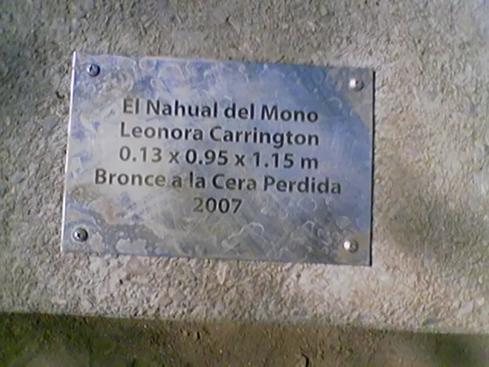 El Nahual del Mono
Leonora Carrington
0.13 x 0.95 x 1.15 m
Bronce a la Cera Perdida
2007